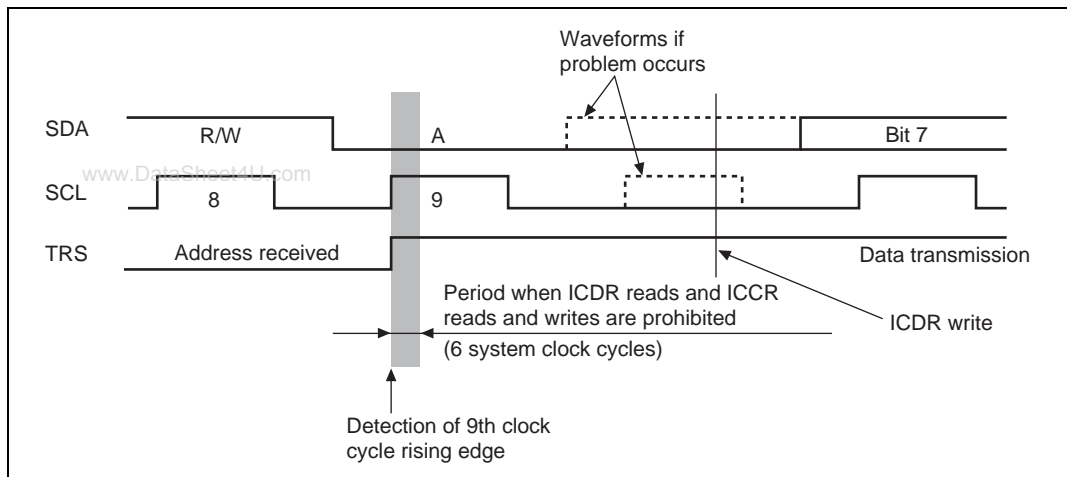 Waveforms if
problem occurs
SDA
R/W
A
Bit 7
www.DataSheet4U.com
SCL
8
9
TRS
Address received
Data transmission
Period when ICDR reads and ICCR
reads and writes are prohibited
(6 system clock cycles)
ICDR write
Detection of 9th clock
cycle rising edge